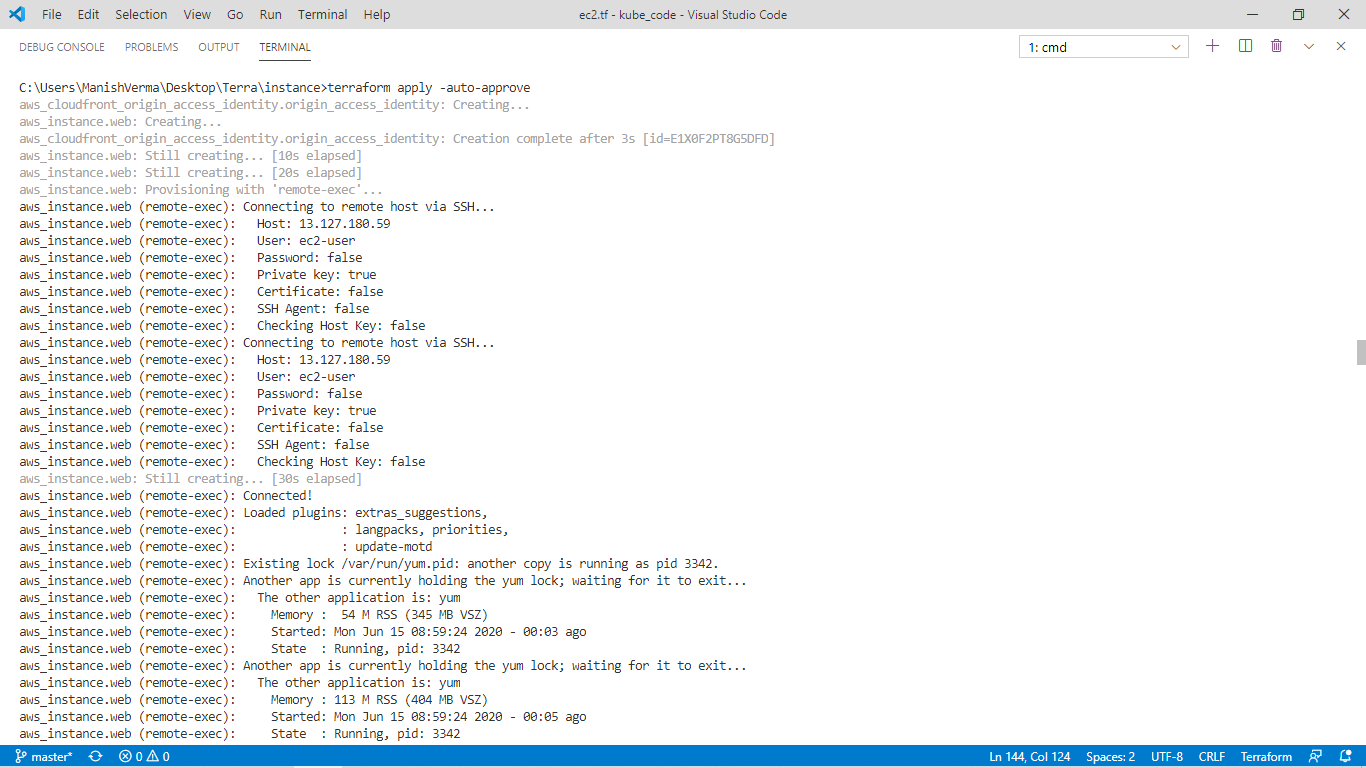 File Edit Selection View Go Run Terminal Help ec2.tf - kube_code - Visual Studio Code
DEBUG CONSOLE PROBLEMS OUTPUT TERMINAL 1: cmd
C:\Users\ManishVerma\Desktop\Terra\instance>terraform apply -auto-approve
aws_cloudfront_origin_access_identity.origin_access_identity: Creating...
aws_instance.web: Creating...
aws_cloudfront_origin_access_identity.origin_access_identity: Creation complete after 3s [id=E1X0F2PT8G5DFD]
aws_instance.web: Still creating... [10s elapsed]
aws_instance.web: Still creating... [20s elapsed]
aws_instance.web: Provisioning with 'remote-exec'...
aws_instance.web (remote-exec): Connecting to remote host via SSH...
aws_instance.web (remote-exec):   Host: 13.127.180.59
aws_instance.web (remote-exec):   User: ec2-user
aws_instance.web (remote-exec):   Password: false
aws_instance.web (remote-exec):   Private key: true
aws_instance.web (remote-exec):   Certificate: false
aws_instance.web (remote-exec):   SSH Agent: false
aws_instance.web (remote-exec):   Checking Host Key: false
aws_instance.web (remote-exec): Connecting to remote host via SSH...
aws_instance.web (remote-exec):   Host: 13.127.180.59
aws_instance.web (remote-exec):   User: ec2-user
aws_instance.web (remote-exec):   Password: false
aws_instance.web (remote-exec):   Private key: true
aws_instance.web (remote-exec):   Certificate: false
aws_instance.web (remote-exec):   SSH Agent: false
aws_instance.web (remote-exec):   Checking Host Key: false
aws_instance.web: Still creating... [30s elapsed]
aws_instance.web (remote-exec): Connected!
aws_instance.web (remote-exec): Loaded plugins: extras_suggestions,
aws_instance.web (remote-exec):               : langpacks, priorities,
aws_instance.web (remote-exec):               : update-motd
aws_instance.web (remote-exec): Existing lock /var/run/yum.pid: another copy is running as pid 3342.
aws_instance.web (remote-exec): Another app is currently holding the yum lock; waiting for it to exit...
aws_instance.web (remote-exec):   The other application is: yum
aws_instance.web (remote-exec):     Memory :  54 M RSS (345 MB VSZ)
aws_instance.web (remote-exec):     Started: Mon Jun 15 08:59:24 2020 - 00:03 ago
aws_instance.web (remote-exec):     State  : Running, pid: 3342
aws_instance.web (remote-exec): Another app is currently holding the yum lock; waiting for it to exit...
aws_instance.web (remote-exec):   The other application is: yum
aws_instance.web (remote-exec):     Memory : 113 M RSS (404 MB VSZ)
aws_instance.web (remote-exec):     Started: Mon Jun 15 08:59:24 2020 - 00:05 ago
aws_instance.web (remote-exec):     State  : Running, pid: 3342
master* 0 0 Ln 144, Col 124 Spaces: 2 UTF-8 CRLF Terraform